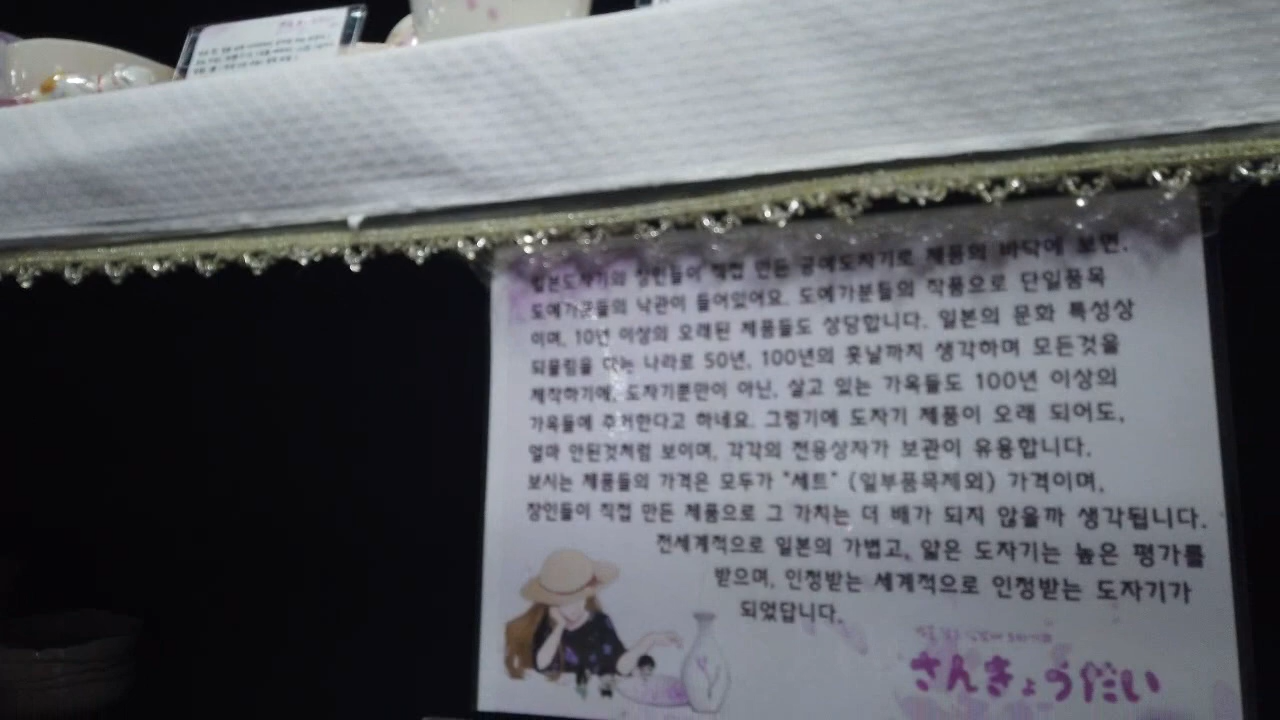 일본도자기의 장인들이 직접 만든 공예도자기로 제품의 바닥에 보면,
도예가분들의 낙관이 들어있어요. 도예가분들의 작품으로 단일품목
이며, 10년 이상의 오래된 제품들도 상당합니다. 일본의 문화 특성상
되물림을 하는 나라로 50년, 100년의 훗날까지 생각하며 모든것을
제작하기에, 도자기뿐만이 아닌, 살고 있는 가옥들도 100년 이상의
가옥들에 주거한다고 하네요. 그렇기에 도자기 제품이 오래 되어도,
얼마 안된것처럼 보이며, 각각의 전용상자가 보관이 유용합니다.
보시는 제품들의 가격은 모두가 "세트" (일부품목제외) 가격이며,
장인들이 직접 만든 제품으로 그 가치는 더 배가 되지 않을까 생각됩니다.
전세계적으로 일본의 가볍고, 얇은 도자기는 높은 평가를
받으며, 인정받는 세계적으로 인정받는 도자기가
되었답니다.
さんきょうだい